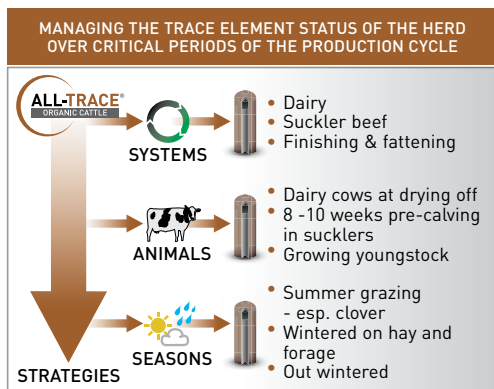 MANAGING THE TRACE ELEMENT STATUS OF THE HERD
OVER CRITICAL PERIODS OF THE PRODUCTION CYCLE
ALL-TRACE®
ORGANIC CATTLE
SYSTEMS
• Dairy
• Suckler beef
• Finishing & fattening
ANIMALS
• Dairy cows at drying off
• 8 -10 weeks pre-calving
in sucklers
• Growing youngstock
SEASONS
• Summer grazing
- esp. clover
• Wintered on hay and
forage
• Out wintered
STRATEGIES